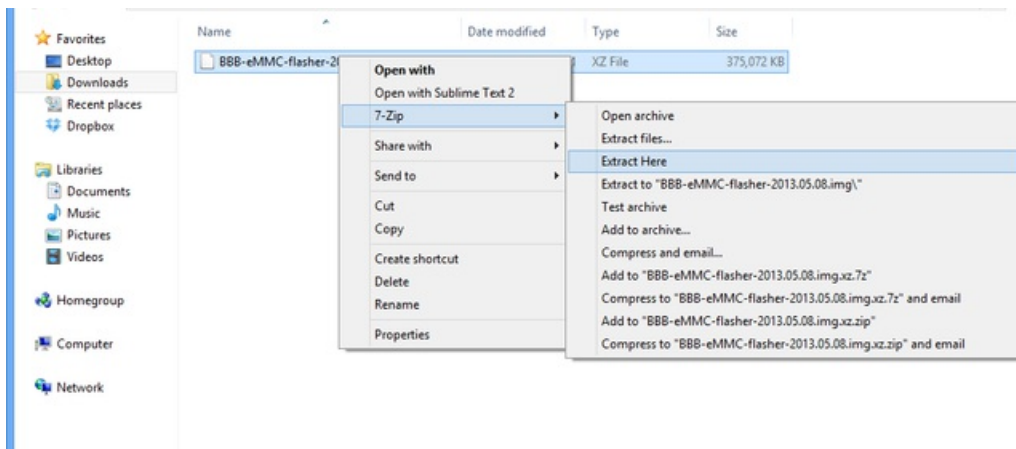 Name Date modified Type Size
BBB-eMMC-flasher-20 XZ File 375,072 KB
Favorites
Desktop
Downloads
Recent places
Dropbox
Libraries
Documents
Music
Pictures
Videos
Homegroup
Computer
Network
Open with
Open with Sublime Text 2
7-Zip
Share with
Send to
Cut
Copy
Create shortcut
Delete
Rename
Properties
Open archive
Extract files...
Extract Here
Extract to "BBB-eMMC-flasher-2013.05.08.img\"
Test archive
Add to archive...
Compress and email...
Add to "BBB-eMMC-flasher-2013.05.08.img.xz.7z"
Compress to "BBB-eMMC-flasher-2013.05.08.img.xz.7z" and email
Add to "BBB-eMMC-flasher-2013.05.08.img.xz.zip"
Compress to "BBB-eMMC-flasher-2013.05.08.img.xz.zip" and email